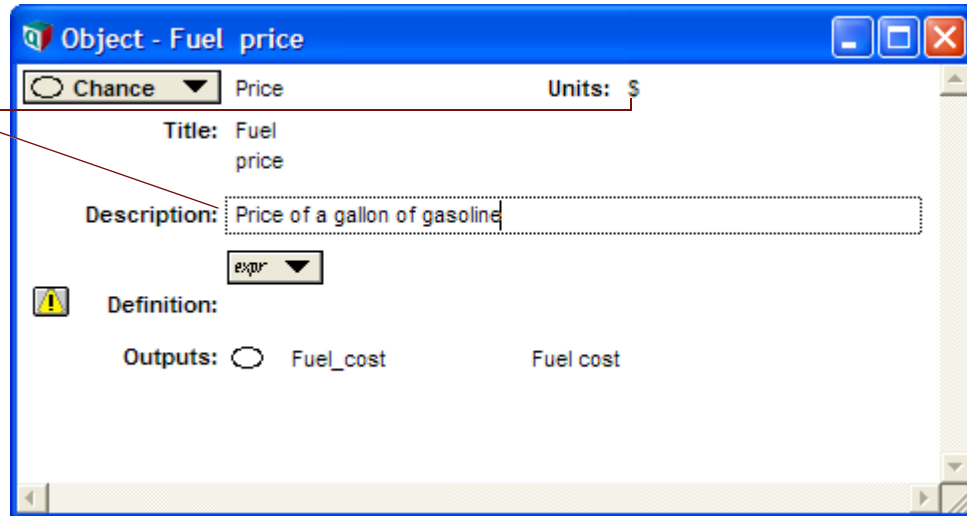 Object - Fuel price
Chance Price Units: $
Title: Fuel
price
Description: Price of a gallon of gasoline
expr
Definition:
Outputs: Fuel_cost Fuel cost